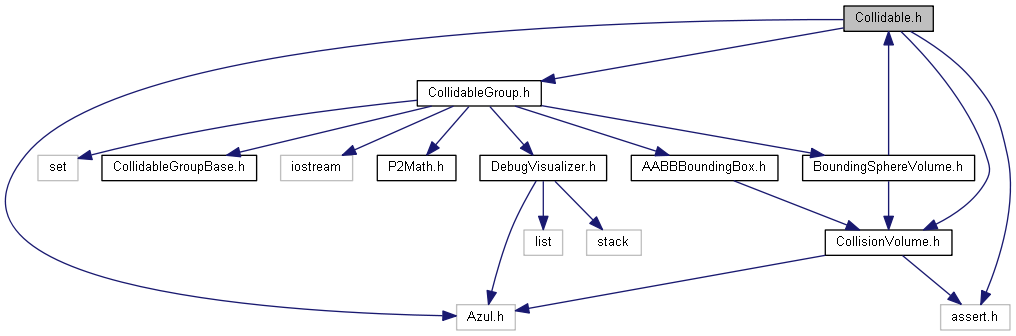 Collidable.h
CollidableGroup.h
set
CollidableGroupBase.h
iostream
P2Math.h
DebugVisualizer.h
AABBBoundingBox.h
BoundingSphereVolume.h
list
stack
CollisionVolume.h
Azul.h
assert.h